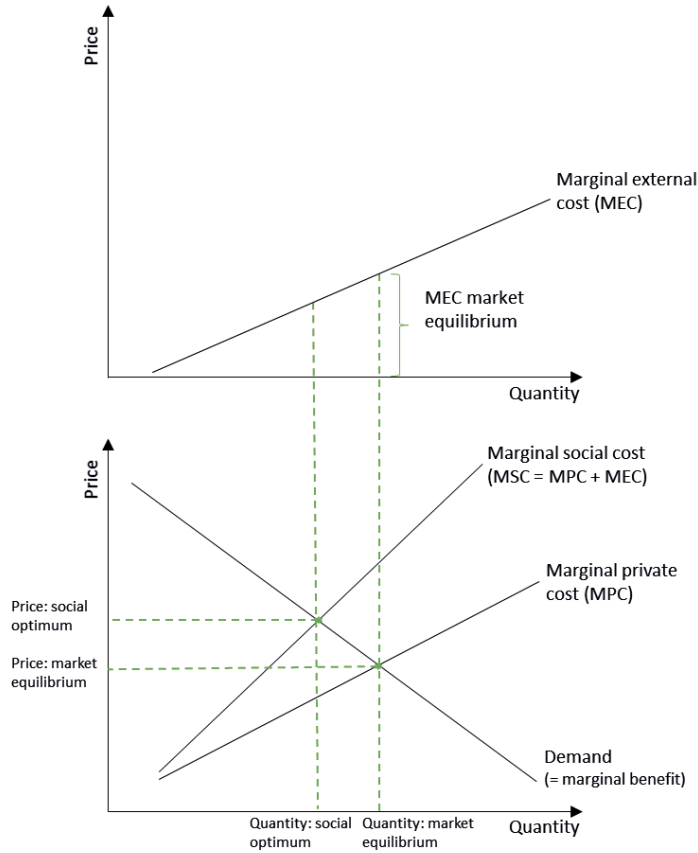 Price
Marginal external
cost (MEC)
MEC market
equilibrium
Quantity
Price
Marginal social cost
(MSC = MPC + MEC)
Marginal private
cost (MPC)
Price: social
optimum
Price: market
equilibrium
Demand
(= marginal benefit)
Quantity: social
optimum
Quantity: market
equilibrium
Quantity